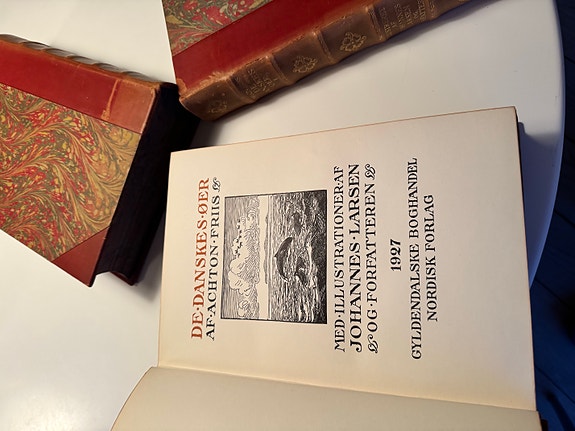 DE·DANSKES·ØER
AF·ACHTON·FRIIS
MED·ILLUSTRATIONER·AF
JOHANNES·LARSEN
OG·FORFATTEREN
1927
GYLDENDALSKE BOGHANDEL
NORDISK FORLAG